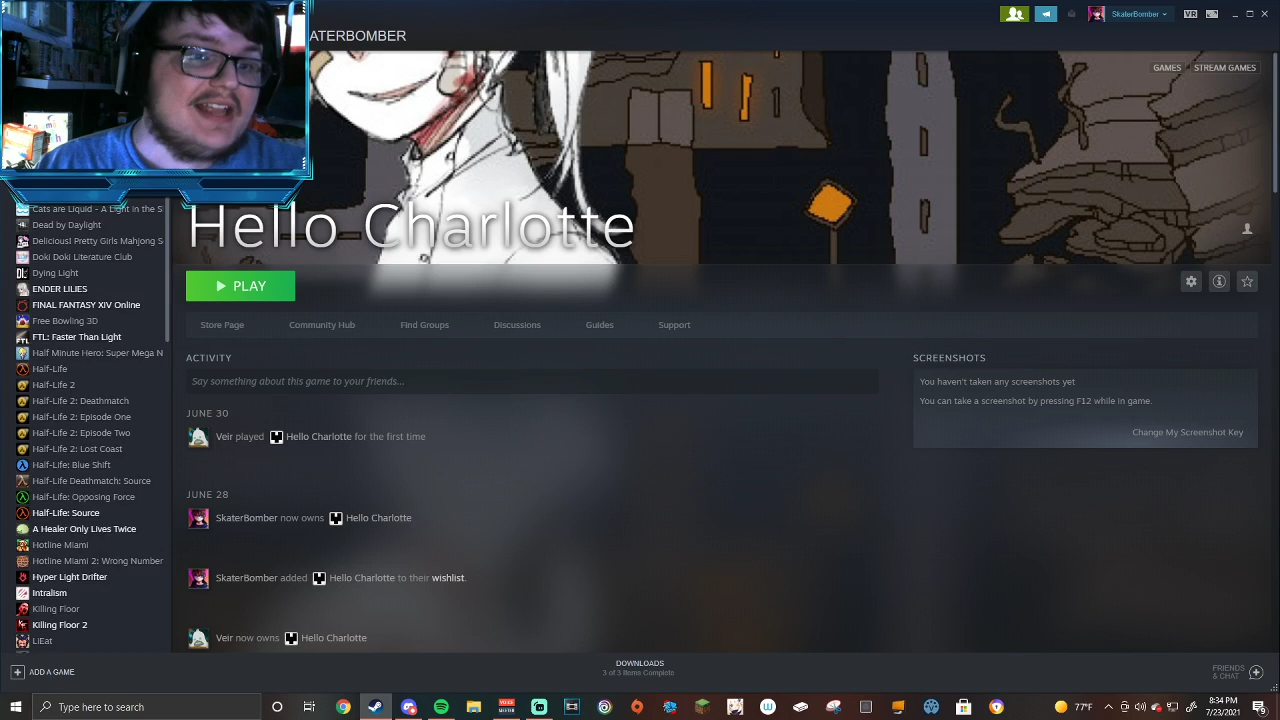 SkaterBomber
VR
ATERBOMBER
GAMES
STREAM GAMES
Hello Charlotte
PLAY
Store Page
Community Hub
Find Groups
Discussions
Guides
Support
Cats are Liquid - A Light in the S
Dead by Daylight
Delicious! Pretty Girls Mahjong S
Doki Doki Literature Club
Dying Light
ENDER LILIES
FINAL FANTASY XIV Online
Free Bowling 3D
FTL: Faster Than Light
Half Minute Hero: Super Mega N
Half-Life
Half-Life 2
Half-Life 2: Deathmatch
Half-Life 2: Episode One
Half-Life 2: Episode Two
Half-Life 2: Lost Coast
Half-Life: Blue Shift
Half-Life Deathmatch: Source
Half-Life: Opposing Force
Half-Life: Source
A Healer Only Lives Twice
Hotline Miami
Hotline Miami 2: Wrong Number
Hyper Light Drifter
Intralism
Killing Floor
Killing Floor 2
LiEat
ACTIVITY
Say something about this game to your friends...
JUNE 30
Veir played Hello Charlotte for the first time
JUNE 28
SkaterBomber now owns Hello Charlotte
SkaterBomber added Hello Charlotte to their wishlist.
Veir now owns Hello Charlotte
SCREENSHOTS
You haven't taken any screenshots yet
You can take a screenshot by pressing F12 while in game.
Change My Screenshot Key
ADD A GAME
DOWNLOADS
3 of 3 Items Complete
FRIENDS
& CHAT
Type here to search
77°F
8:34 PM
7/23/2021